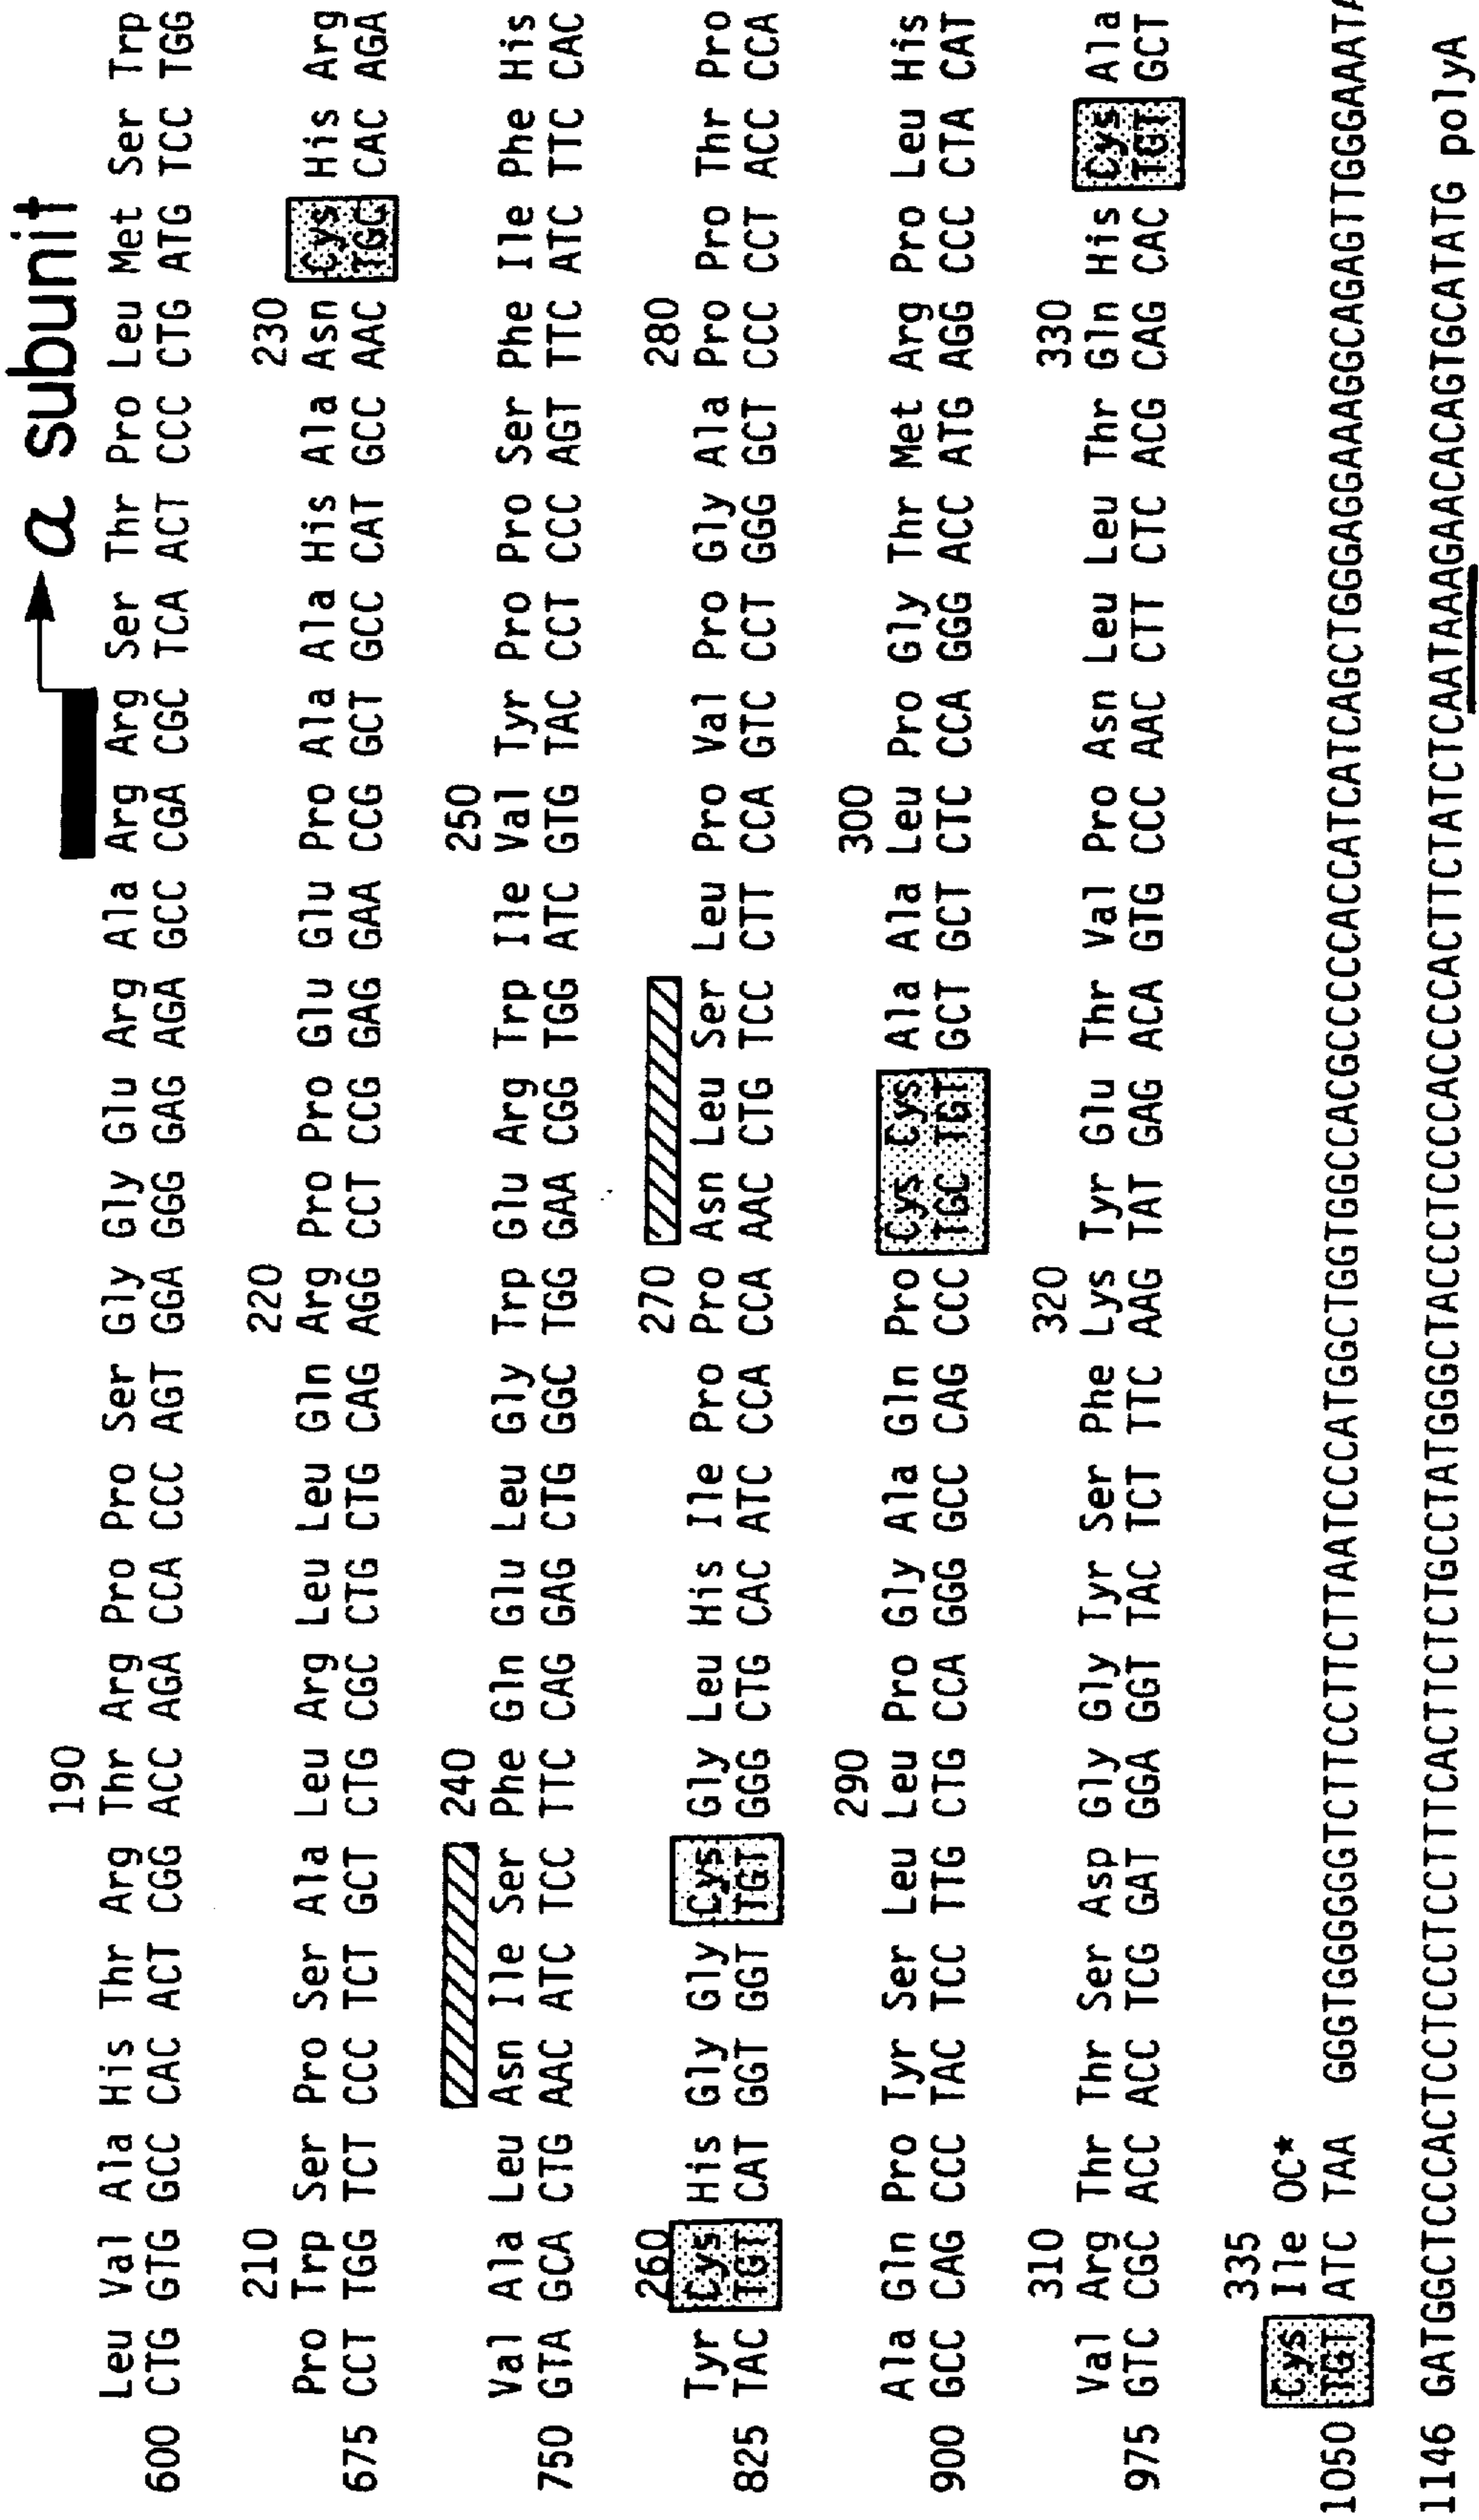 α subunit
190
Leu Val Ala His Thr Arg Thr Arg Pro Pro Ser Gly Gly Glu Arg Ala Arg Arg Ser Thr Pro Leu Met Ser Trp
600 CTG GTG GCC CAC ACT CGG ACC AGA CCA CCC AGT GGA GGG GAG AGA GCC CGA CGC TCA ACT CCC CTG ATG TCC TGG
210 220 230
Pro Trp Ser Pro Ser Ala Leu Arg Leu Leu Gln Arg Pro Pro Glu Glu Pro Ala Ala His Ala Asn Cys His Arg
675 CCT TGG TCT CCC TCT GCT CTG CGC CTG CTG CAG AGG CCT CCG GAG GAA CCG GCT GCC CAT GCC AAC TGC CAC AGA
240 250
Val Ala Leu Asn Ile Ser Phe Gln Glu Leu Gly Trp Glu Arg Trp Ile Val Tyr Pro Pro Ser Phe Ile Phe His
750 GTA GCA CTG AAC ATC TCC TTC CAG GAG CTG GGC TGG GAA CGG TGG ATC GTG TAC CCT CCC AGT TTC ATC TTC CAC
260 270 280
Tyr Cys His Gly Gly Cys Gly Leu His Ile Pro Pro Asn Leu Ser Leu Pro Val Pro Gly Ala Pro Pro Thr Pro
825 TAC TGT CAT GGT GGT TGT GGG CTG CAC ATC CCA CCA AAC CTG TCC CTT CCA GTC CCT GGG GCT CCC CCT ACC CCA
290 300
Ala Gln Pro Tyr Ser Leu Leu Pro Gly Ala Gln Pro Cys Cys Ala Ala Leu Pro Gly Thr Met Arg Pro Leu His
900 GCC CAG CCC TAC TCC TTG CTG CCA GGG GCC CAG CCC TGC TGT GCT GCT CTC CCA GGG ACC ATG AGG CCC CTA CAT
310 320 330
Val Arg Thr Thr Ser Asp Gly Gly Tyr Ser Phe Lys Tyr Glu Thr Val Pro Asn Leu Leu Thr Gln His Cys Ala
975 GTC CGC ACC ACC TCG GAT GGA GGT TAC TCT TTC AAG TAT GAG ACA GTG CCC AAC CTT CTC ACG CAG CAC TGT GCT
335
Cys Ile OC*
1050 TGT ATC TAA GGGTGGGGGGTCTTCCTTCTTAATCCCATGGCTGGTGGCCACGCCCCCACCATCATCAGCTGGGAGGAAAGGCAGAGTTGGGAAATA
1146 GATGGCTCCCACTCCTCCCTCCTTTCACTTCTCTGCCTATGGGCTACCCTCCCCACCCCACTTCTATCTCAATAAAGAACACAGTGCATATG polyA